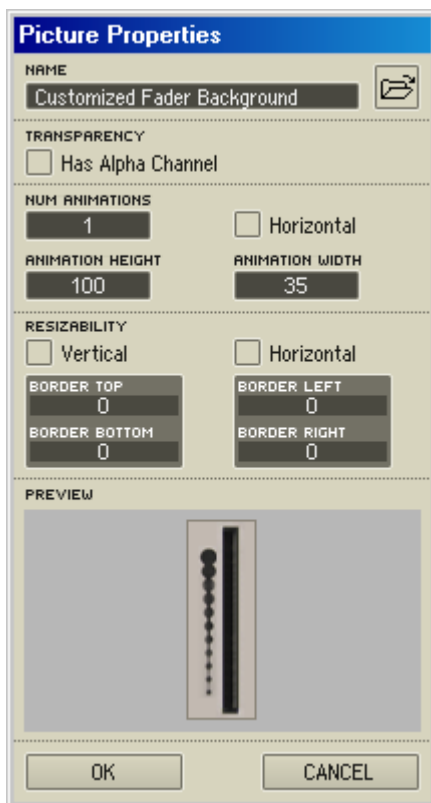 Picture Properties
NAME
Customized Fader Background
TRANSPARENCY
Has Alpha Channel
NUM ANIMATIONS
1
Horizontal
ANIMATION HEIGHT
ANIMATION WIDTH
100
35
RESIZABILITY
Vertical
Horizontal
BORDER TOP
BORDER LEFT
0
0
BORDER BOTTOM
BORDER RIGHT
0
0
PREVIEW
OK
CANCEL